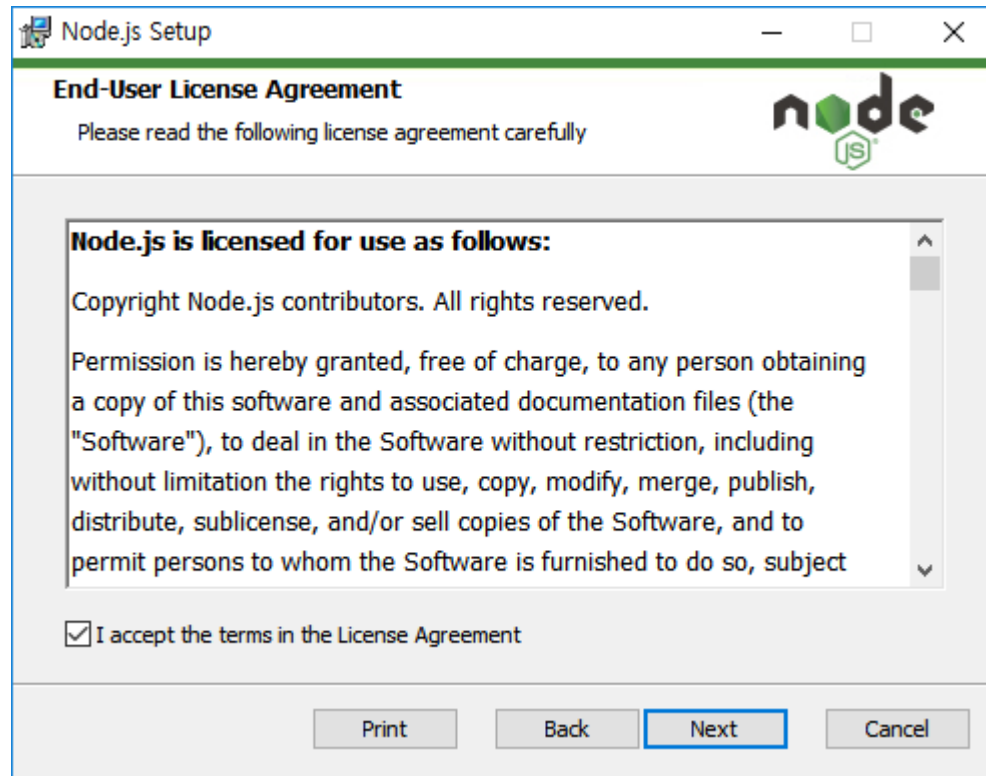 Node.js Setup
End-User License Agreement
Please read the following license agreement carefully
node
JS
Node.js is licensed for use as follows:
Copyright Node.js contributors. All rights reserved.
Permission is hereby granted, free of charge, to any person obtaining
a copy of this software and associated documentation files (the
"Software"), to deal in the Software without restriction, including
without limitation the rights to use, copy, modify, merge, publish,
distribute, sublicense, and/or sell copies of the Software, and to
permit persons to whom the Software is furnished to do so, subject
I accept the terms in the License Agreement
Print Back Next Cancel